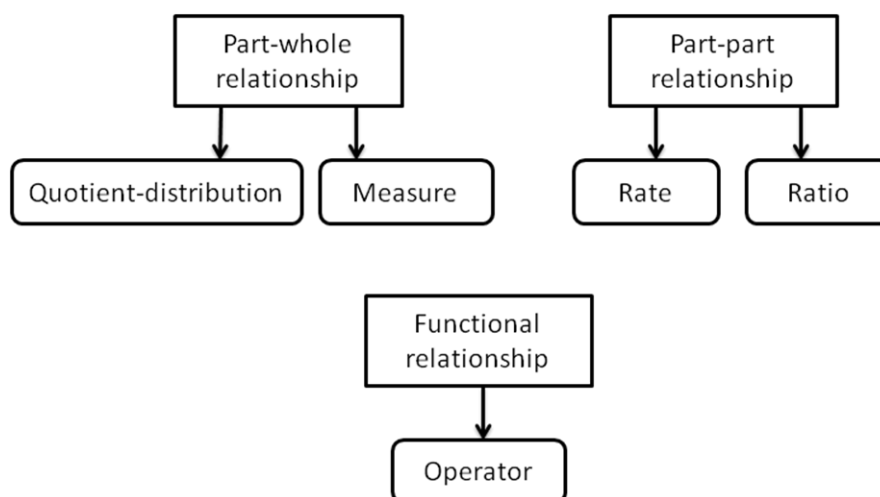 Part-whole
relationship
Part-part
relationship
Quotient-distribution
Measure
Rate
Ratio
Functional
relationship
Operator